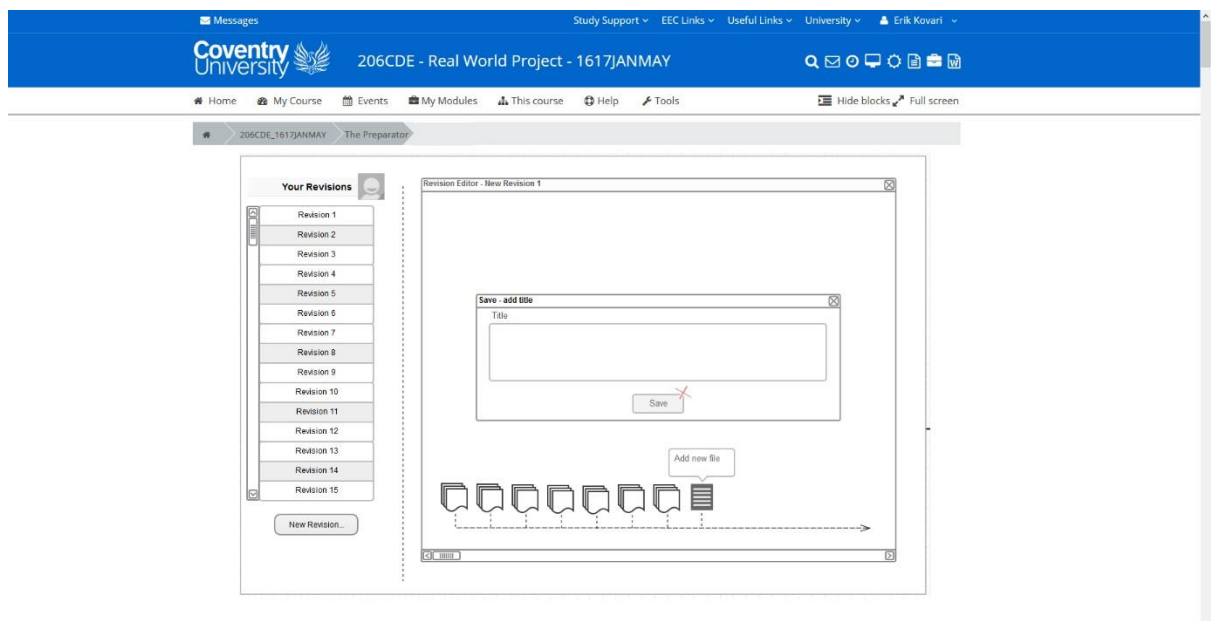 Messages
Study Support EEC Links Useful Links University Erik Kovari
Coventry
University
206CDE - Real World Project - 1617JANMAY
Home My Course Events My Modules This course Help Tools
Hide blocks Full screen
206CDE_1617JANMAY The Preparator
Your Revisions
Revision 1
Revision 2
Revision 3
Revision 4
Revision 5
Revision 6
Revision 7
Revision 8
Revision 9
Revision 10
Revision 11
Revision 12
Revision 13
Revision 14
Revision 15
New Revision...
Revision Editor - New Revision 1
Save - add title
Title
Save
Add new file